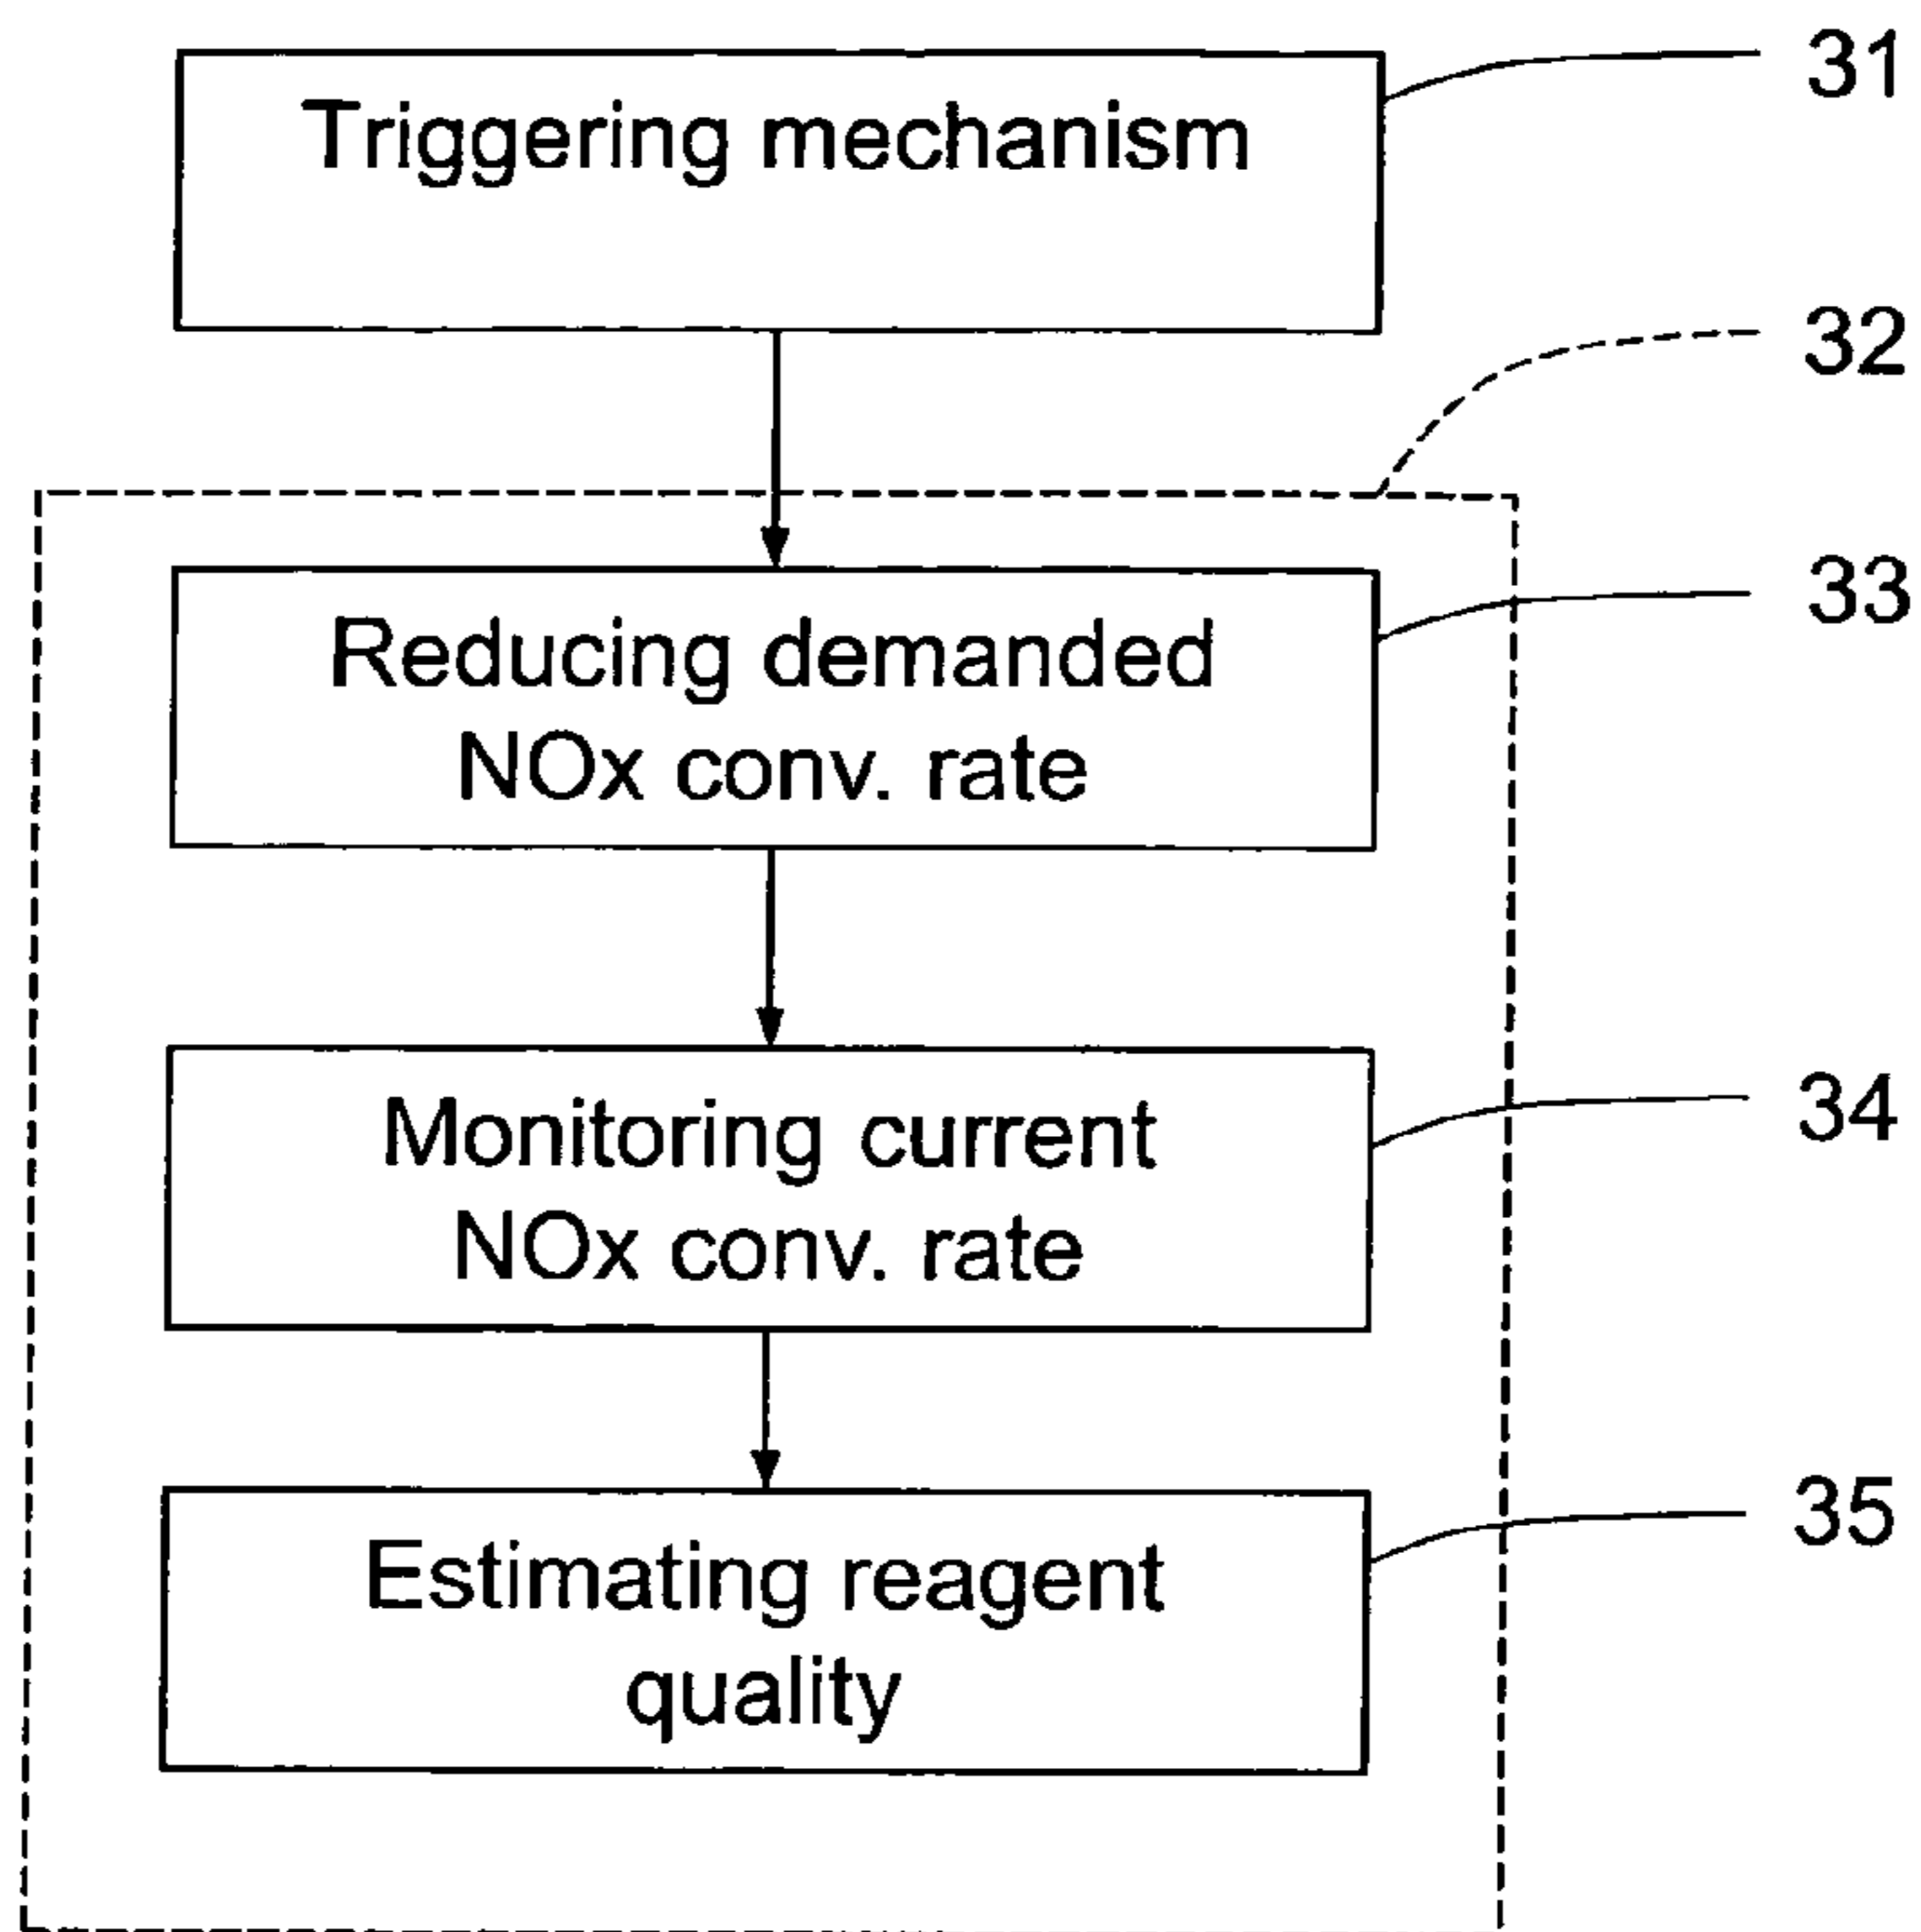 Triggering mechanism
31
32
Reducing demanded
NOx conv. rate
33
Monitoring current
NOx conv. rate
34
Estimating reagent
quality
35